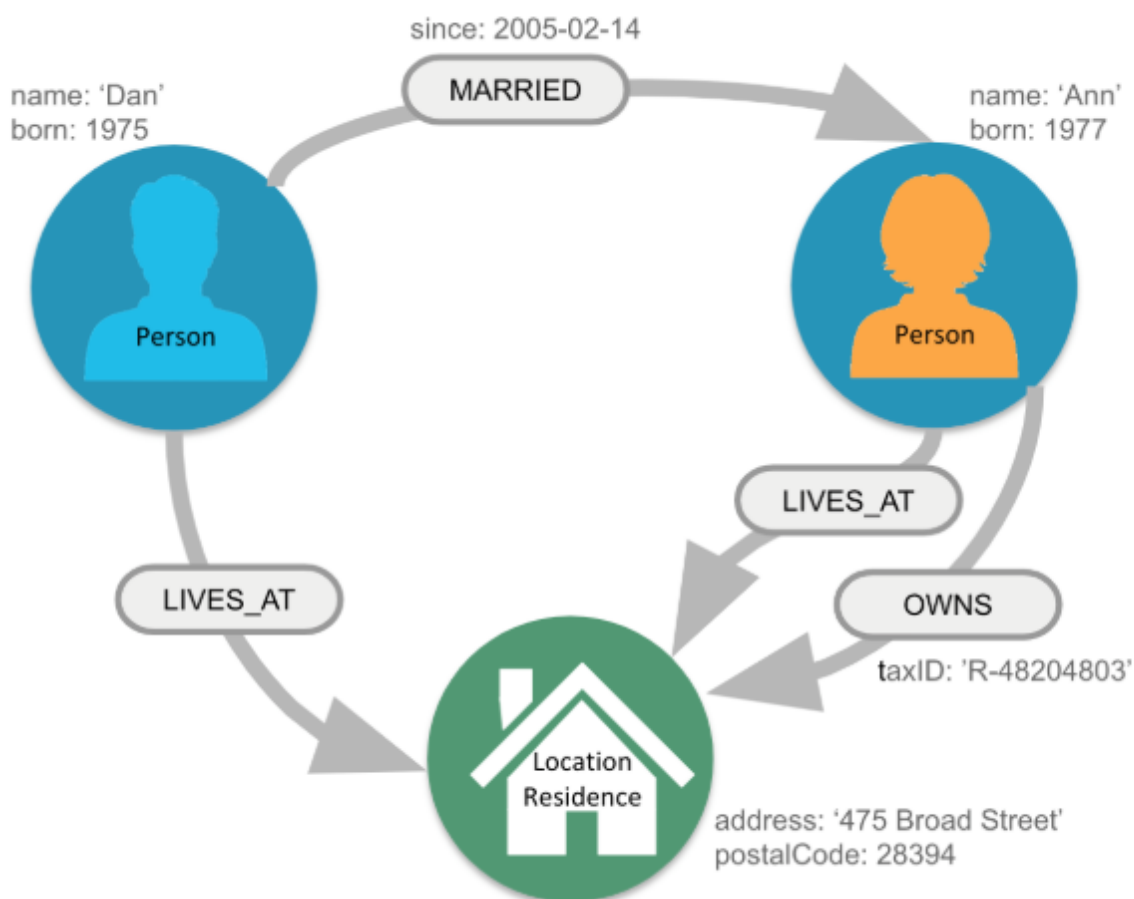 since: 2005-02-14
MARRIED
name: ‘Dan’
born: 1975
name: ‘Ann’
born: 1977
Person
Person
LIVES_AT
LIVES_AT
OWNS
taxID: ’R-48204803’
Location
Residence
address: ‘475 Broad Street’
postalCode: 28394